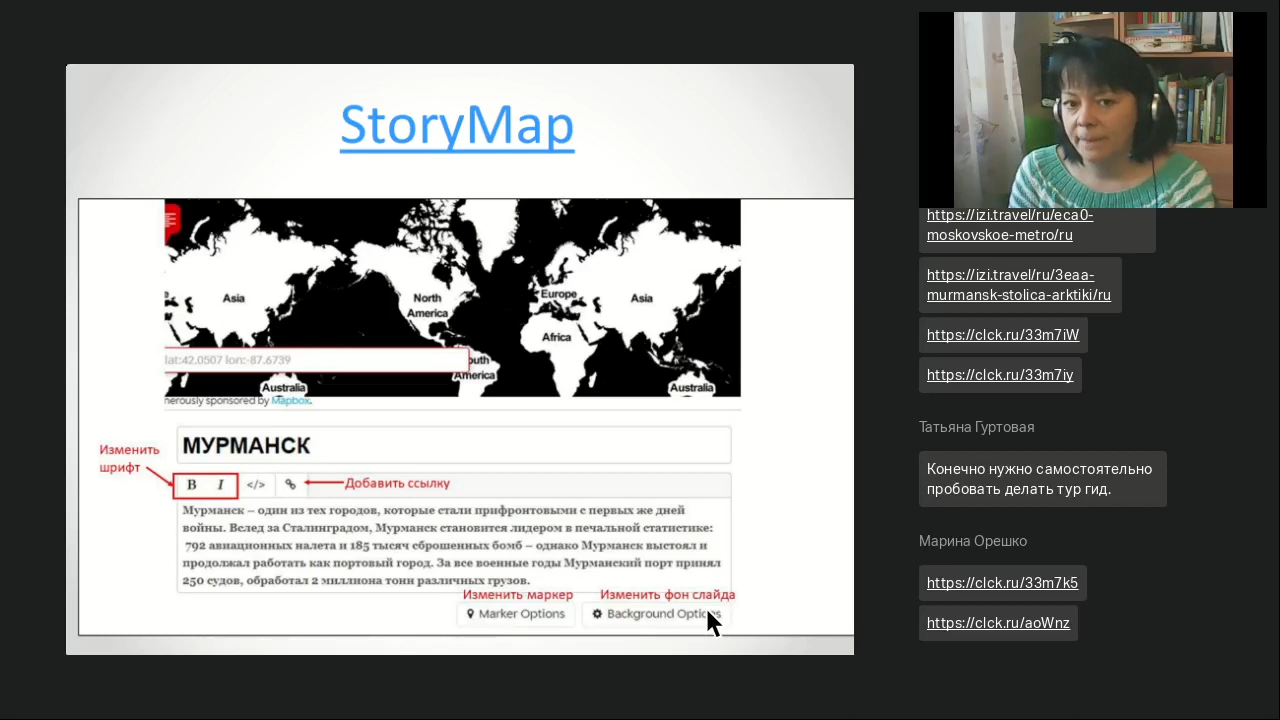 StoryMap
Asia
North
America
Europe
Asia
Africa
lat:42.0507 lon:-87.6739
outh
America
Australia
Australia
nerously sponsored by Mapbox.
МУРМАНСК
Изменить
шрифт
B I </>
Добавить ссылку
Мурманск – один из тех городов, которые стали прифронтовыми с первых же дней
войны. Вслед за Сталинградом, Мурманск становится лидером в печальной статистике:
792 авиационных налета и 185 тысяч сброшенных бомб – однако Мурманск выстоял и
продолжал работать как портовый город. За все военные годы Мурманский порт принял
250 судов, обработал 2 миллиона тонн различных грузов.
Изменить маркер
Изменить фон слайда
Marker Options
Background Options
https://izi.travel/ru/eca0-
moskovskoe-metro/ru
https://izi.travel/ru/3eaa-
murmansk-stolica-arktiki/ru
https://clck.ru/33m7iW
https://clck.ru/33m7iy
Татьяна Гуртовая
Конечно нужно самостоятельно
пробовать делать тур гид.
Марина Орешко
https://clck.ru/33m7k5
https://clck.ru/aoWnz